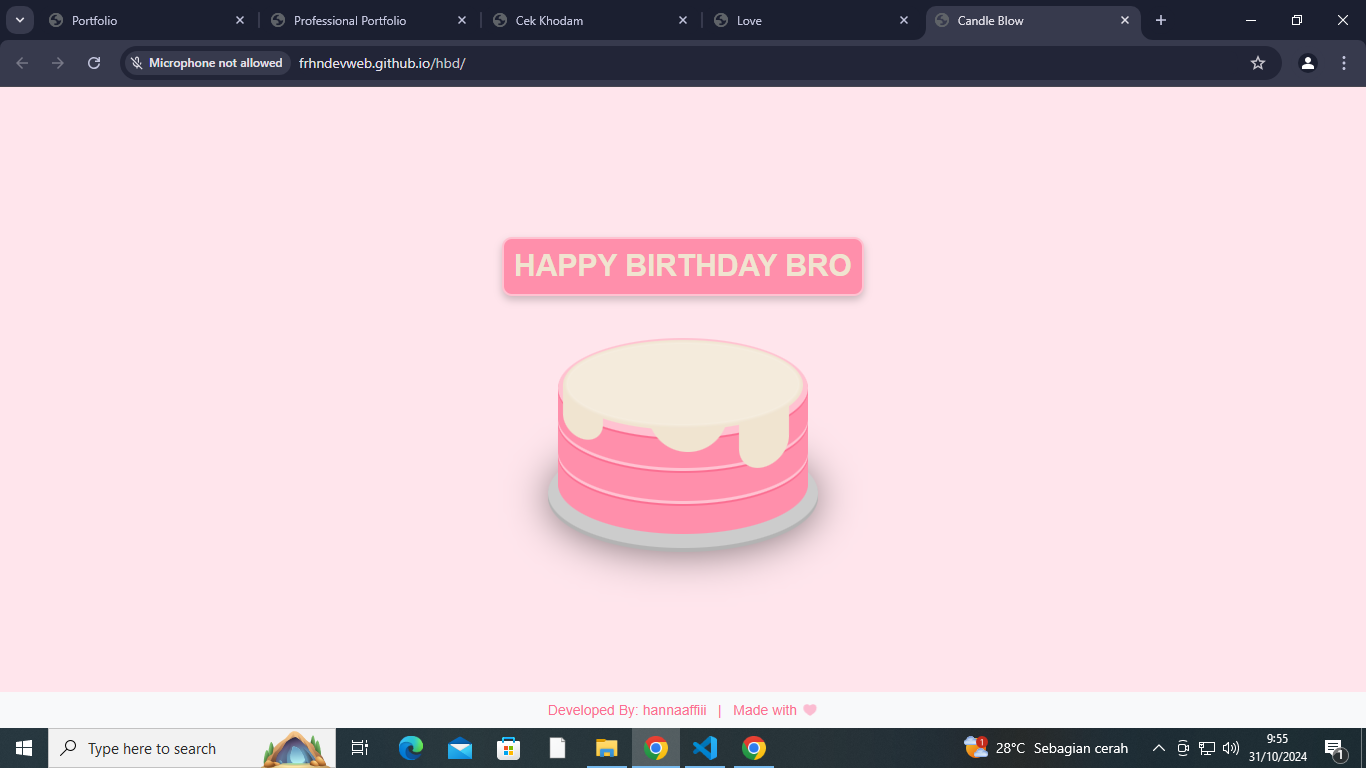 Portfolio
Professional Portfolio
Cek Khodam
Love
Candle Blow
Microphone not allowed
frhndevweb.github.io/hbd/
HAPPY BIRTHDAY BRO
Developed By: hannaaffiii | Made with
Type here to search
28°C Sebagian cerah
1
9:55
31/10/2024
1